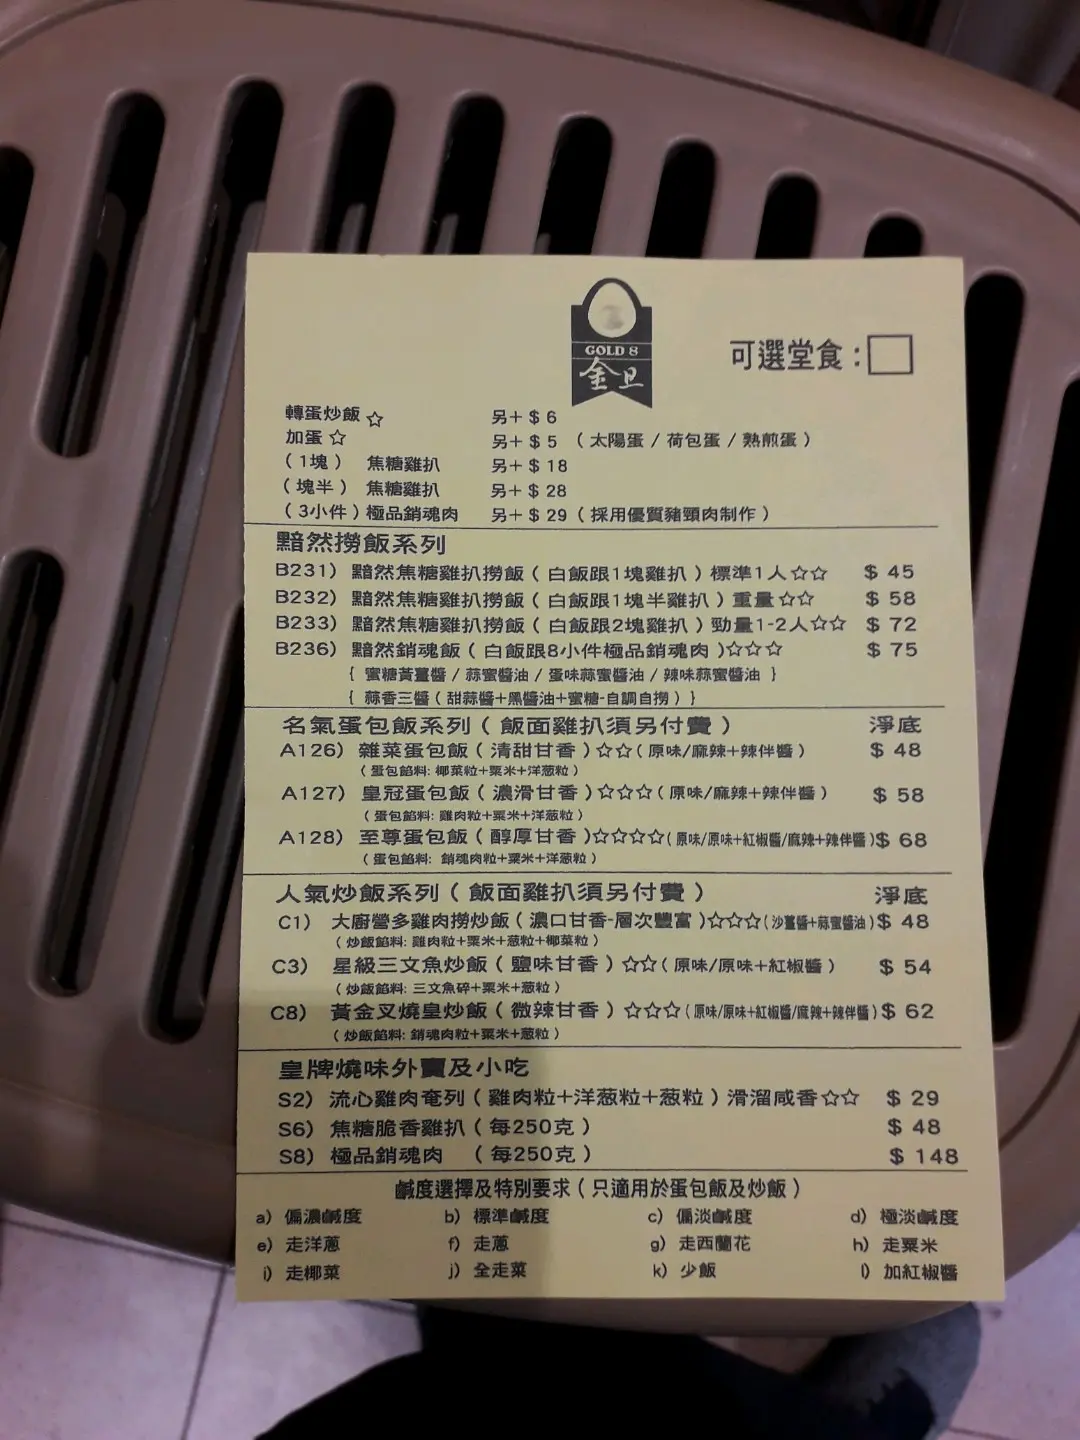 GOLD 8
金旦
可選堂食：
轉蛋炒飯☆ 另＋＄6
加蛋☆ 另＋＄5（太陽蛋 / 荷包蛋 / 熟煎蛋）
（1塊） 焦糖雞扒 另＋＄18
（塊半） 焦糖雞扒 另＋＄28
（3小件）極品銷魂肉 另＋＄29（採用優質豬頸肉制作）
黯然撈飯系列
B231）黯然焦糖雞扒撈飯（白飯跟1塊雞扒）標準1人☆☆ ＄45
B232）黯然焦糖雞扒撈飯（白飯跟1塊半雞扒）重量☆☆ ＄58
B233）黯然焦糖雞扒撈飯（白飯跟2塊雞扒）勁量1-2人☆☆ ＄72
B236）黯然銷魂飯（白飯跟8小件極品銷魂肉）☆☆☆ ＄75
｛ 蜜糖黃薑醬 / 蒜蜜醬油 / 蛋味蒜蜜醬油 / 辣味蒜蜜醬油 ｝
｛ 蒜香三醬（甜蒜醬＋黑醬油＋蜜糖-自調自撈）｝
名氣蛋包飯系列（飯面雞扒須另付費） 淨底
A126）雜菜蛋包飯（清甜甘香）☆☆（原味/麻辣＋辣伴醬） ＄48
（蛋包餡料: 椰菜粒＋粟米＋洋葱粒）
A127）皇冠蛋包飯（濃滑甘香）☆☆☆（原味/麻辣＋辣伴醬） ＄58
（蛋包餡料: 雞肉粒＋粟米＋洋葱粒）
A128）至尊蛋包飯（醇厚甘香）☆☆☆☆（原味/原味＋紅椒醬/麻辣＋辣伴醬）＄68
（蛋包餡料: 銷魂肉粒＋粟米＋洋葱粒）
人氣炒飯系列（飯面雞扒須另付費） 淨底
C1）大廚營多雞肉撈炒飯（濃口甘香-層次豐富）☆☆☆（沙薑醬＋蒜蜜醬油）＄48
（炒飯餡料: 雞肉粒＋粟米＋葱粒＋椰菜粒）
C3）星級三文魚炒飯（鹽味甘香）☆☆（原味/原味＋紅椒醬） ＄54
（炒飯餡料: 三文魚碎＋粟米＋葱粒）
C8）黃金叉燒皇炒飯（微辣甘香）☆☆☆（原味/原味＋紅椒醬/麻辣＋辣伴醬）＄62
（炒飯餡料: 銷魂肉粒＋粟米＋葱粒）
皇牌燒味外賣及小吃
S2）流心雞肉奄列（雞肉粒＋洋葱粒＋葱粒）滑溜咸香☆☆ ＄29
S6）焦糖脆香雞扒（每250克） ＄48
S8）極品銷魂肉 （每250克） ＄148
鹹度選擇及特別要求（只適用於蛋包飯及炒飯）
a）偏濃鹹度 b）標準鹹度 c）偏淡鹹度 d）極淡鹹度
e）走洋蔥 f）走蔥 g）走西蘭花 h）走粟米
i）走椰菜 j）全走菜 k）少飯 l）加紅椒醬